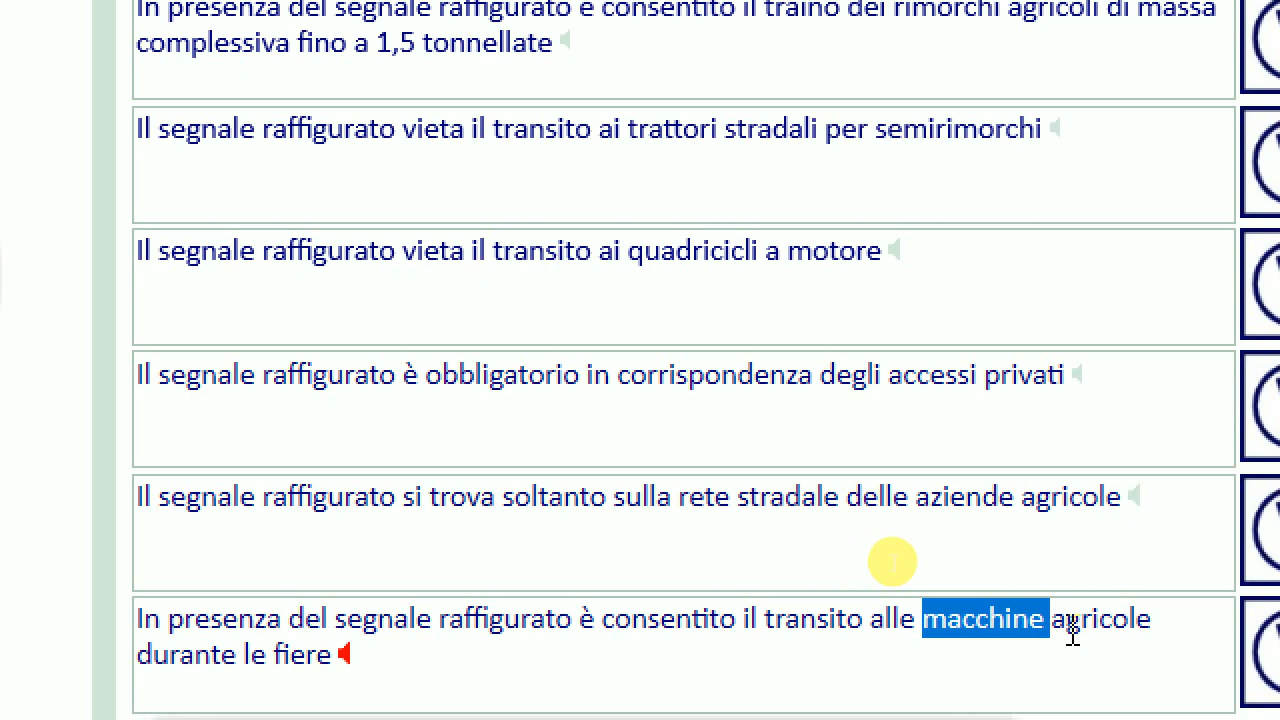 In presenza del segnale raffigurato è consentito il traino dei rimorchi agricoli di massa
complessiva fino a 1,5 tonnellate
Il segnale raffigurato vieta il transito ai trattori stradali per semirimorchi
Il segnale raffigurato vieta il transito ai quadricicli a motore
Il segnale raffigurato è obbligatorio in corrispondenza degli accessi privati
Il segnale raffigurato si trova soltanto sulla rete stradale delle aziende agricole
In presenza del segnale raffigurato è consentito il transito alle macchine agricole
durante le fiere